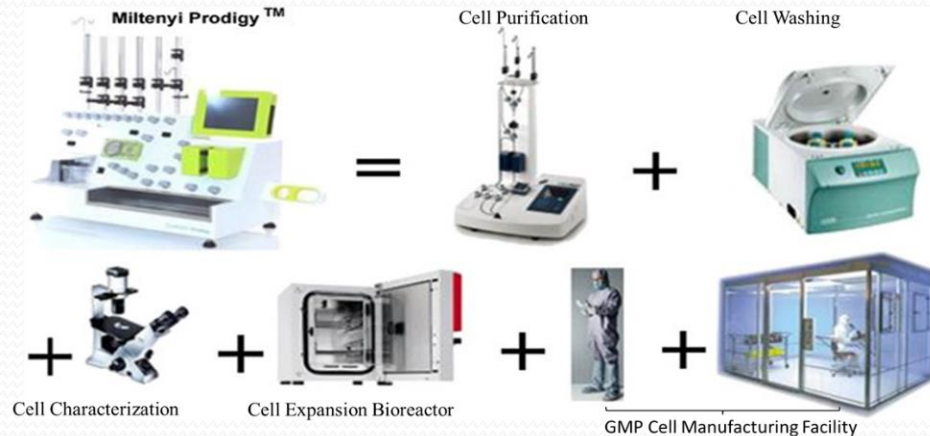 Miltenyi Prodigy TM
Cell Purification
Cell Washing
Cell Characterization
Cell Expansion Bioreactor
GMP Cell Manufacturing Facility